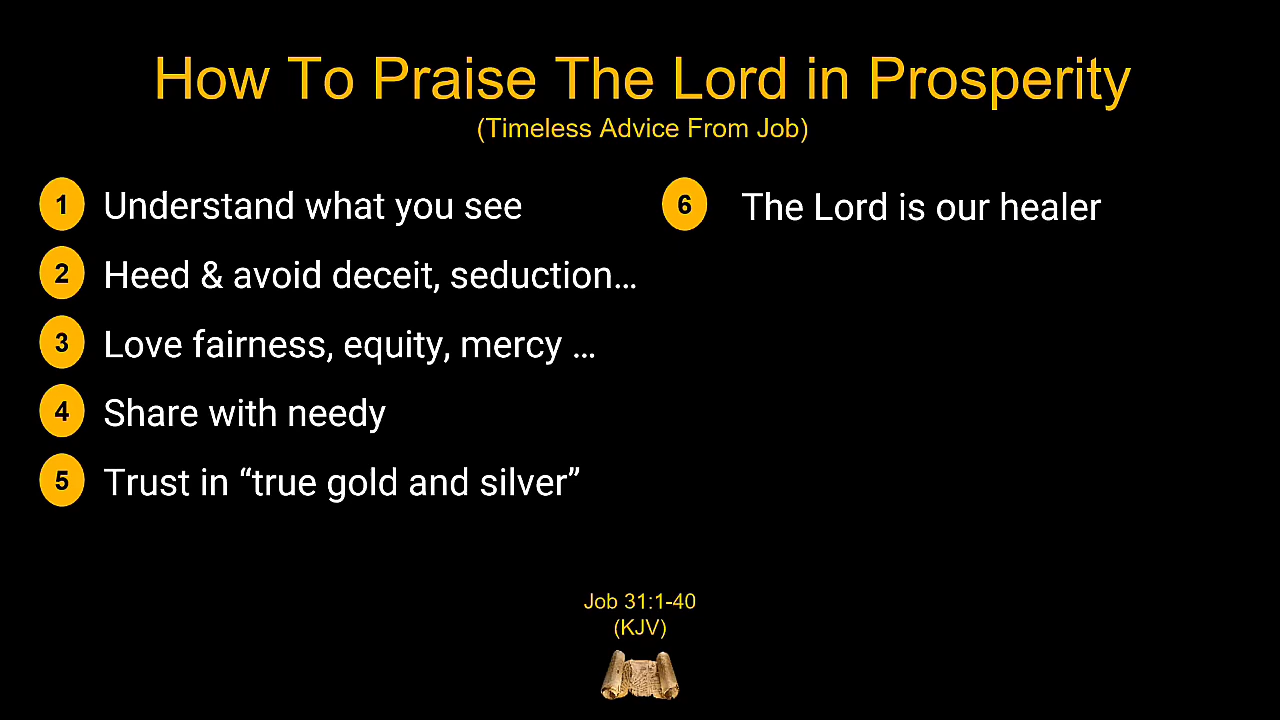 How To Praise The Lord in Prosperity
(Timeless Advice From Job)
1 Understand what you see
2 Heed & avoid deceit, seduction…
3 Love fairness, equity, mercy …
4 Share with needy
5 Trust in “true gold and silver”
6 The Lord is our healer
Job 31:1-40
(KJV)